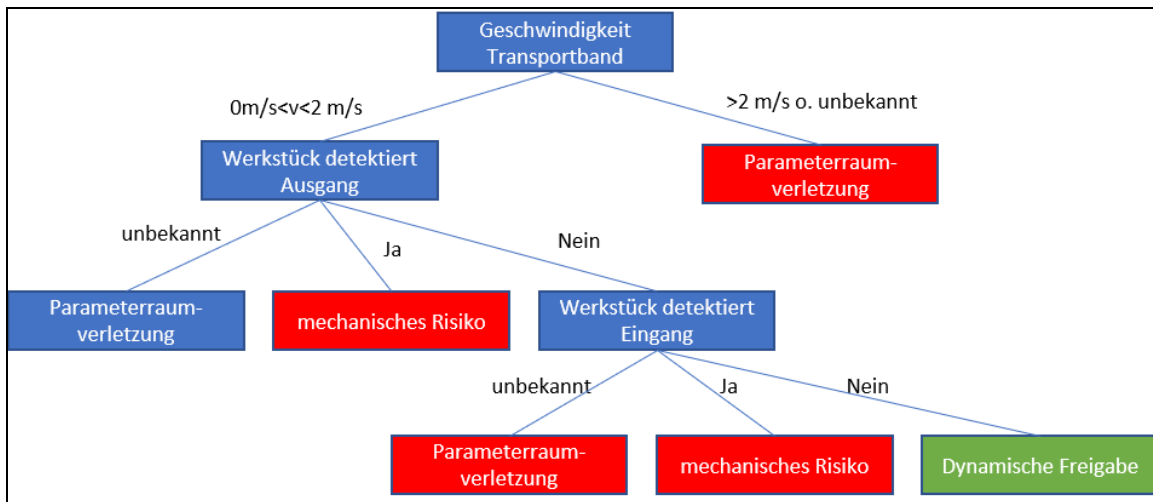 Geschwindigkeit
Transportband
0m/s<v<2 m/s
>2 m/s o. unbekannt
Werkstück detektiert
Ausgang
Parameterraum-
verletzung
unbekannt
Ja
Nein
Parameterraum-
verletzung
mechanisches Risiko
Werkstück detektiert
Eingang
unbekannt
Ja
Nein
Parameterraum-
verletzung
mechanisches Risiko
Dynamische Freigabe